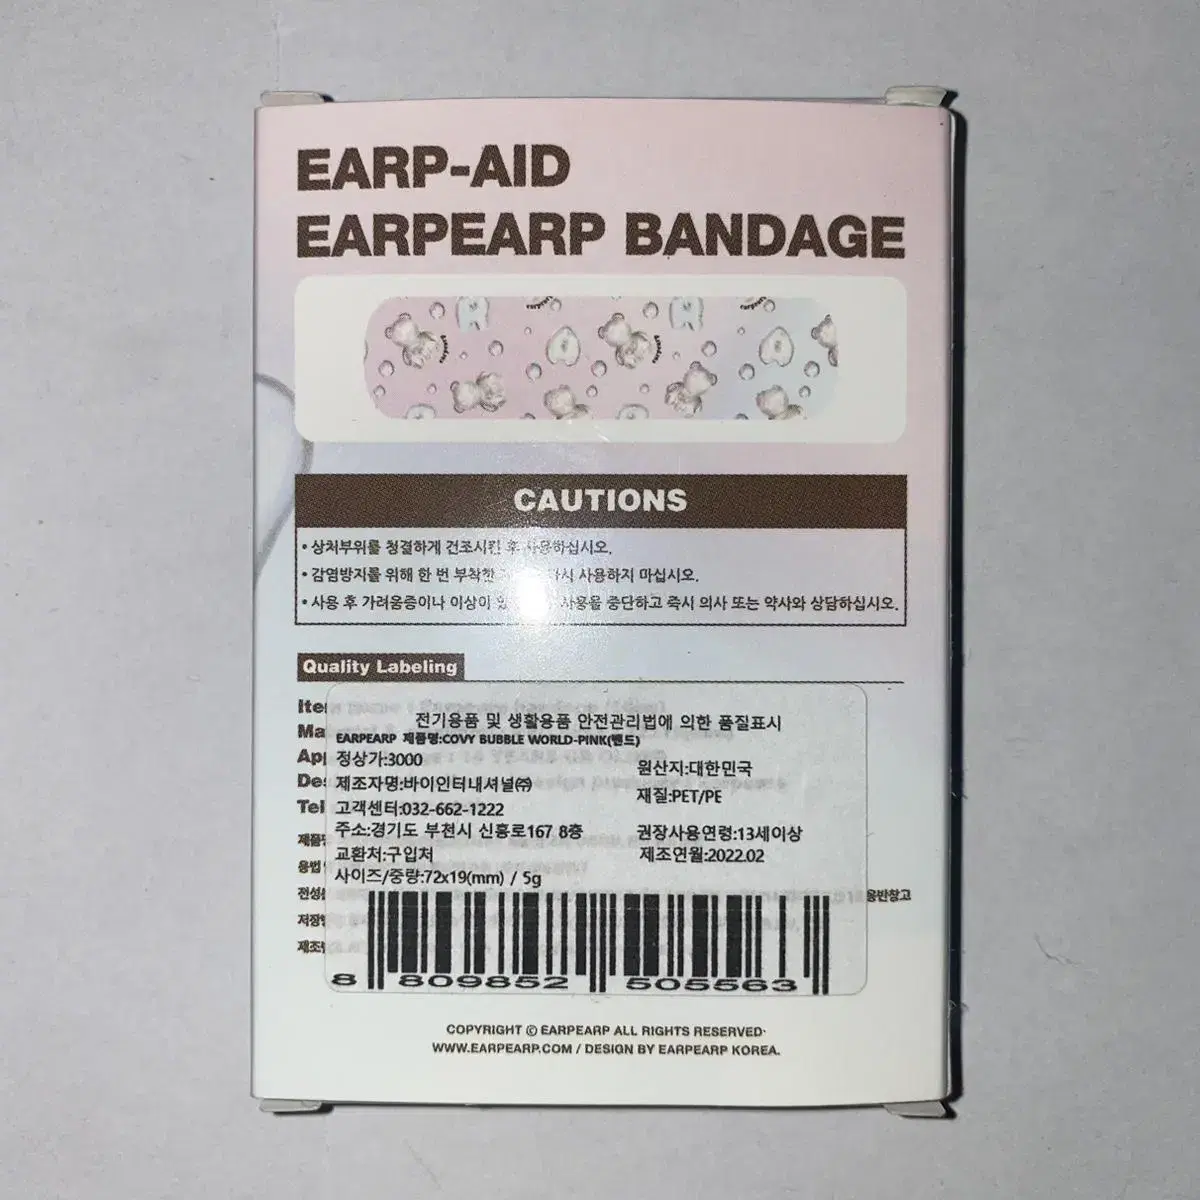 EARP-AID
EARPEARP BANDAGE
CAUTIONS
• 상처부위를 청결하게 건조시킨 후 사용하십시오.
• 감염방지를 위해 한 번 부착한 사용하지 마십시오.
• 사용 후 가려움증이나 이상이 사용을 중단하고 즉시 의사 또는 약사와 상담하십시오.
Quality Labeling
전기용품 및 생활용품 안전관리법에 의한 품질표시
EARPEARP 제품명:COVY BUBBLE WORLD-PINK(밴드)
정상가:3000
원산지:대한민국
제조자명:바이인터내셔널㈜
재질:PET/PE
고객센터:032-662-1222
주소:경기도 부천시 신흥로167 8층
권장사용연령:13세이상
교환처:구입처
제조연월:2022.02
사이즈/중량:72x19(mm) / 5g
8 809852 505563
Tel
용법
응반창고
COPYRIGHT © EARPEARP ALL RIGHTS RESERVED·
WWW.EARPEARP.COM / DESIGN BY EARPEARP KOREA.